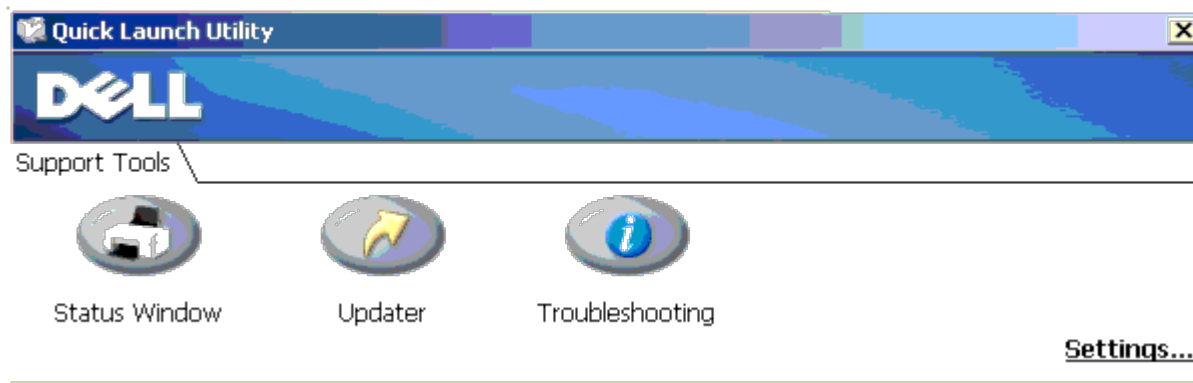 Quick Launch Utility
DELL
Support Tools
Status Window Updater Troubleshooting
Settings...